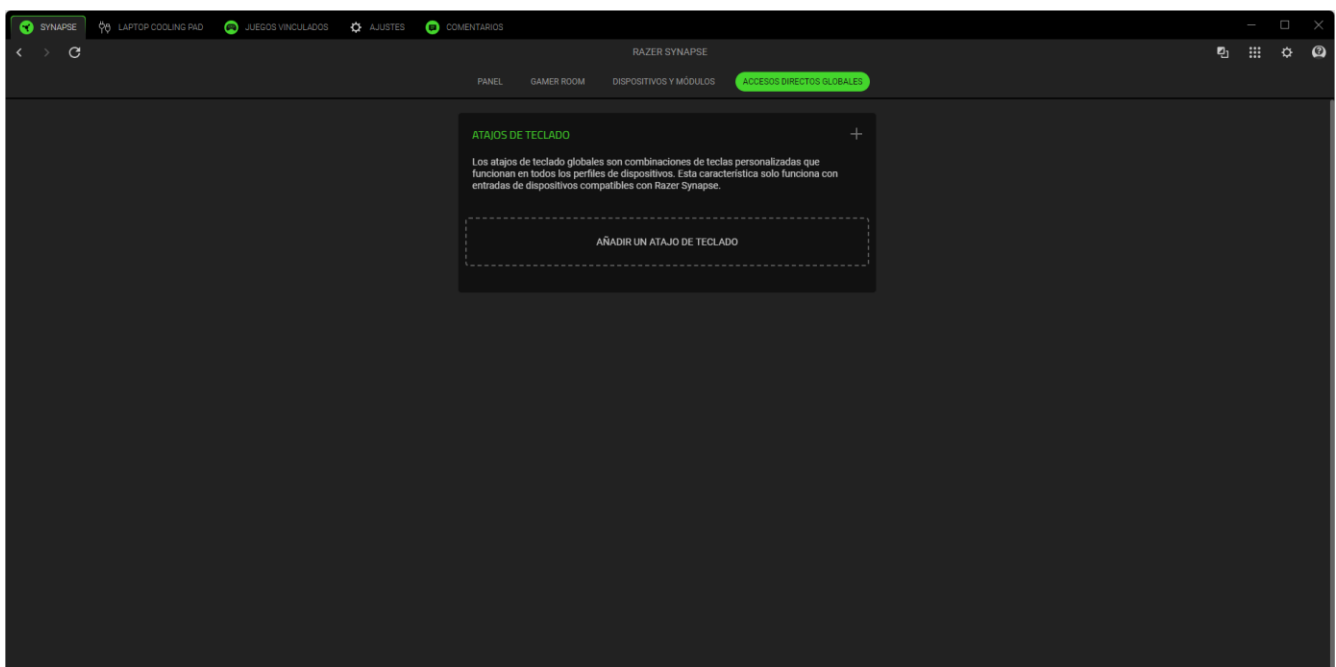 SYNAPSE LAPTOP COOLING PAD JUEGOS VINCULADOS AJUSTES COMENTARIOS
RAZER SYNAPSE
PANEL GAMER ROOM DISPOSITIVOS Y MÓDULOS ACCESOS DIRECTOS GLOBALES
ATAJOS DE TECLADO
Los atajos de teclado globales son combinaciones de teclas personalizadas que
funcionan en todos los perfiles de dispositivos. Esta característica solo funciona con
entradas de dispositivos compatibles con Razer Synapse.
AÑADIR UN ATAJO DE TECLADO